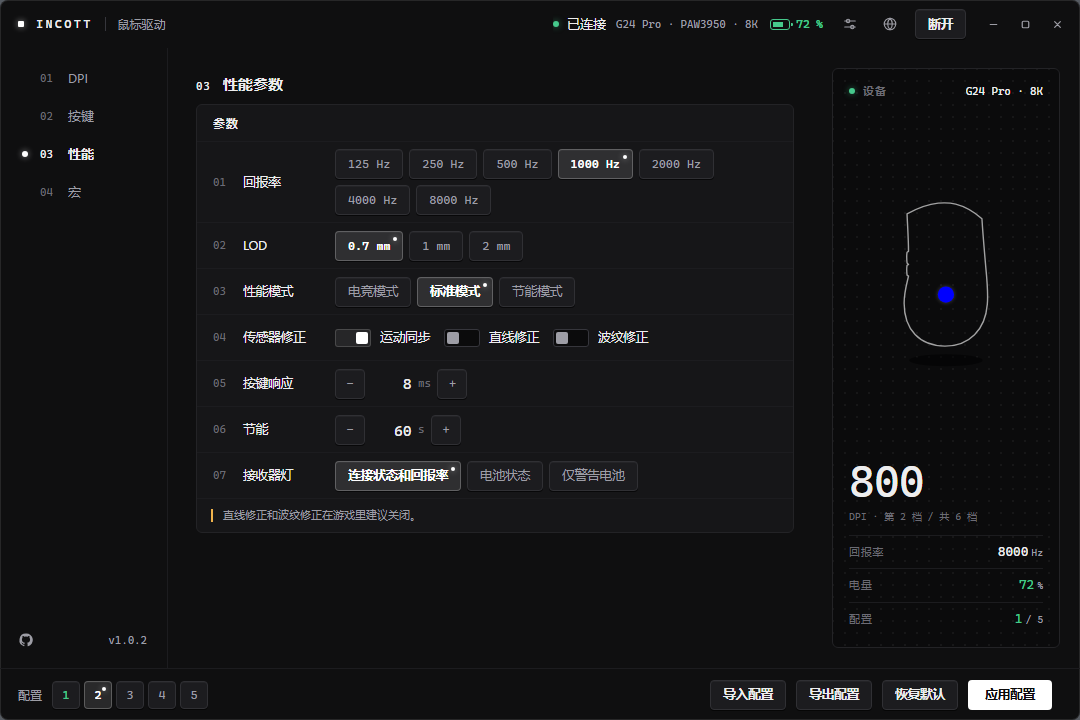 INCOTT 鼠标驱动 已连接 G24 Pro · PAW3950 · 8K 72 % 断开
01 DPI
02 按键
03 性能
04 宏
v1.0.2
03 性能参数
参数
01 回报率 125 Hz 250 Hz 500 Hz 1000 Hz 2000 Hz
4000 Hz 8000 Hz
02 LOD 0.7 mm 1 mm 2 mm
03 性能模式 电竞模式 标准模式 节能模式
04 传感器修正 运动同步 直线修正 波纹修正
05 按键响应 − 8 ms +
06 节能 − 60 s +
07 接收器灯 连接状态和回报率 电池状态 仅警告电池
直线修正和波纹修正在游戏里建议关闭。
设备 G24 Pro · 8K
800
DPI · 第 2 档 / 共 6 档
回报率 8000 Hz
电量 72 %
配置 1 / 5
配置 1 2 3 4 5 导入配置 导出配置 恢复默认 应用配置